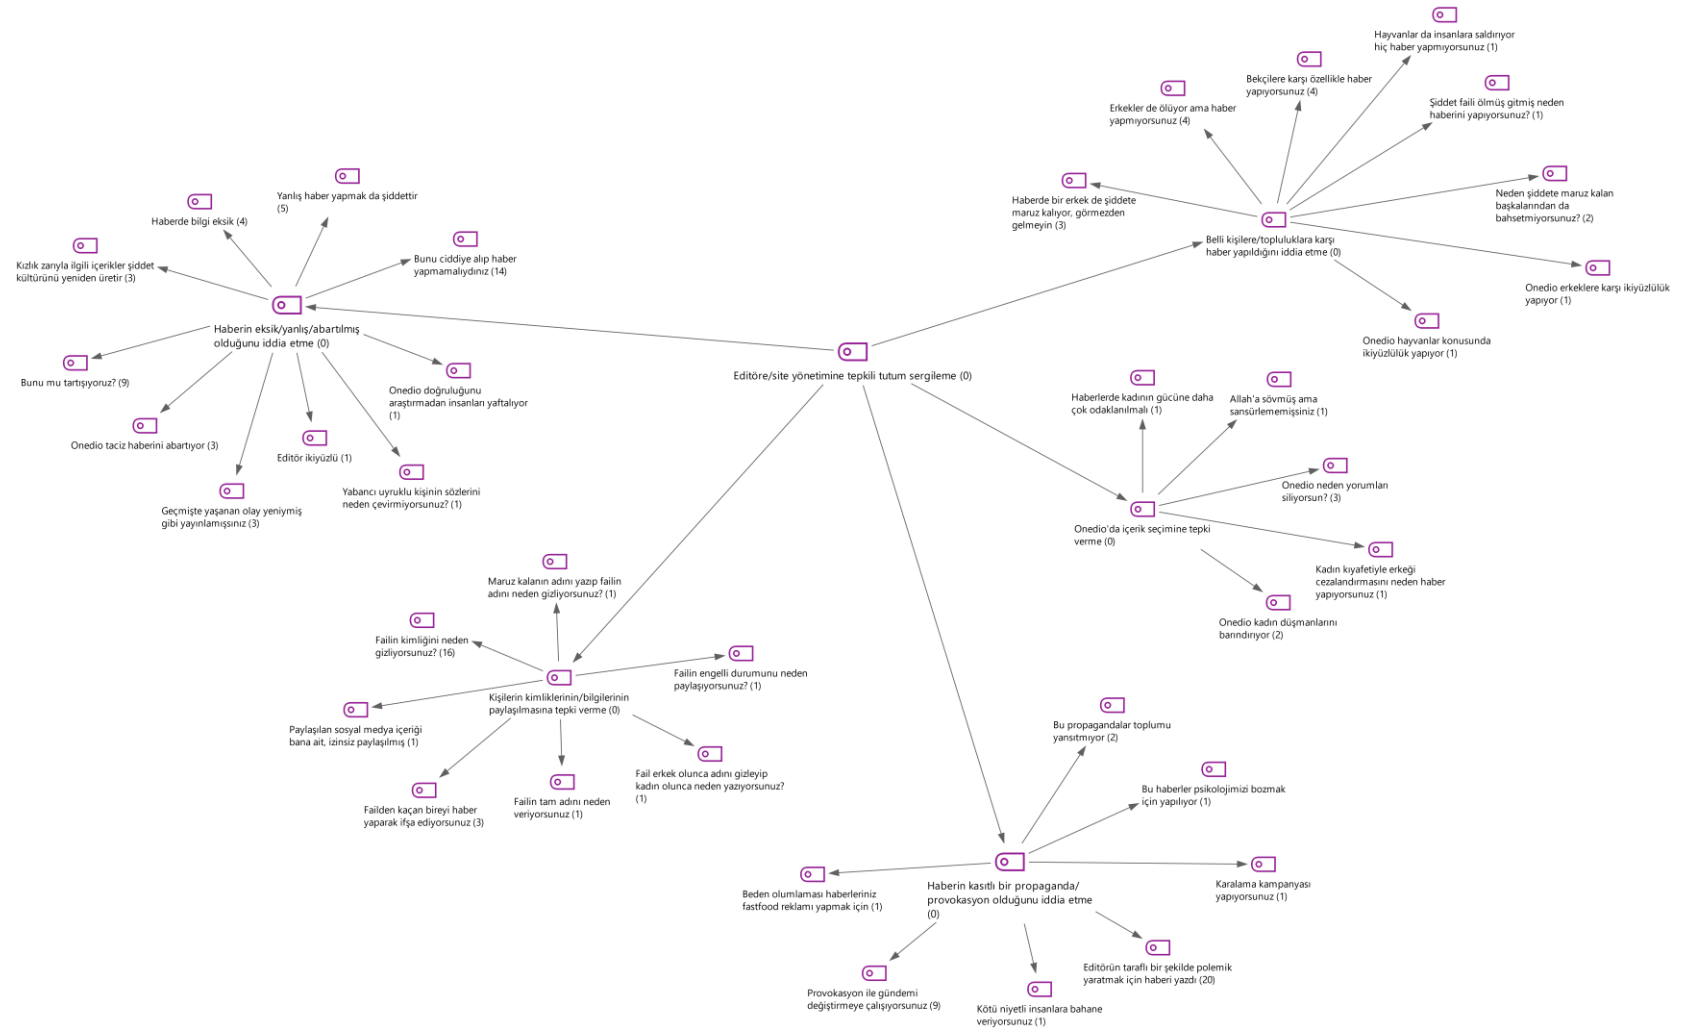 Hayvanlar da insanlara saldırıyor
hiç haber yapmıyorsunuz (1)
Bekçilere karşı özellikle haber
yapıyorsunuz (4)
Erkekler de ölüyor ama haber
yapmıyorsunuz (4)
Şiddet faili ölmüş gitmiş neden
haberini yapıyorsunuz? (1)
Haberde bir erkek de şiddete
maruz kalıyor, görmezden
gelmeyin (3)
Neden şiddete maruz kalan
başkalarından da
bahsetmiyorsunuz? (2)
Belli kişilere/topluluklara karşı
haber yapıldığını iddia etme (0)
Onedio erkeklere karşı ikiyüzlülük
yapıyor (1)
Onedio hayvanlar konusunda
ikiyüzlülük yapıyor (1)
Yanlış haber yapmak da şiddettir
(5)
Haberde bilgi eksik (4)
Kızlık zarıyla ilgili içerikler şiddet
kültürünü yeniden üretir (3)
Bunu ciddiye alıp haber
yapmamalıydınız (14)
Haberin eksik/yanlış/abartılmış
olduğunu iddia etme (0)
Bunu mu tartışıyoruz? (9)
Onedio doğruluğunu
araştırmadan insanları yaftalıyor
(1)
Onedio taciz haberini abartıyor (3)
Editör ikiyüzlü (1)
Yabancı uyruklu kişinin sözlerini
neden çevirmiyorsunuz? (1)
Geçmişte yaşanan olay yeniymiş
gibi yayınlamışsınız (3)
Editöre/site yönetimine tepkili tutum sergileme (0)
Haberlerde kadının gücüne daha
çok odaklanılmalı (1)
Allah'a sövmüş ama
sansürlememişsiniz (1)
Onedio neden yorumları
siliyorsun? (3)
Onedio'da içerik seçimine tepki
verme (0)
Kadın kıyafetiyle erkeği
cezalandırmasını neden haber
yapıyorsunuz (1)
Onedio kadın düşmanlarını
barındırıyor (2)
Maruz kalanın adını yazıp failin
adını neden gizliyorsunuz? (1)
Failin kimliğini neden
gizliyorsunuz? (16)
Failin engelli durumunu neden
paylaşıyorsunuz? (1)
Kişilerin kimliklerinin/bilgilerinin
paylaşılmasına tepki verme (0)
Paylaşılan sosyal medya içeriği
bana ait, izinsiz paylaşılmış (1)
Fail erkek olunca adını gizleyip
kadın olunca neden yazıyorsunuz?
(1)
Failden kaçan bireyi haber
yaparak ifşa ediyorsunuz (3)
Failin tam adını neden
veriyorsunuz (1)
Bu propagandalar toplumu
yansıtmıyor (2)
Bu haberler psikolojimizi bozmak
için yapılıyor (1)
Karalama kampanyası
yapıyorsunuz (1)
Beden olumlaması haberleriniz
fastfood reklamı yapmak için (1)
Haberin kasıtlı bir propaganda/
provokasyon olduğunu iddia etme
(0)
Editörün taraflı bir şekilde polemik
yaratmak için haberi yazdı (20)
Provokasyon ile gündemi
değiştirmeye çalışıyorsunuz (9)
Kötü niyetli insanlara bahane
veriyorsunuz (1)